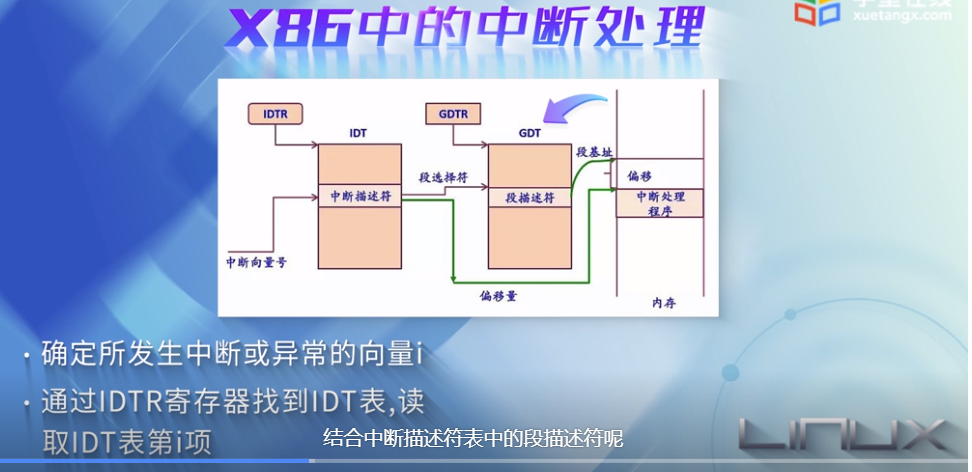 X86中的中断处理
学堂在线
xuetangx.com
IDTR
GDTR
IDT
GDT
段基址
段选择符
偏移
中断描述符
段描述符
中断处理
程序
中断向量号
偏移量
内存
· 确定所发生中断或异常的向量i
· 通过IDTR寄存器找到IDT表,读
取IDT表第i项
结合中断描述符表中的段描述符呢
LINUX